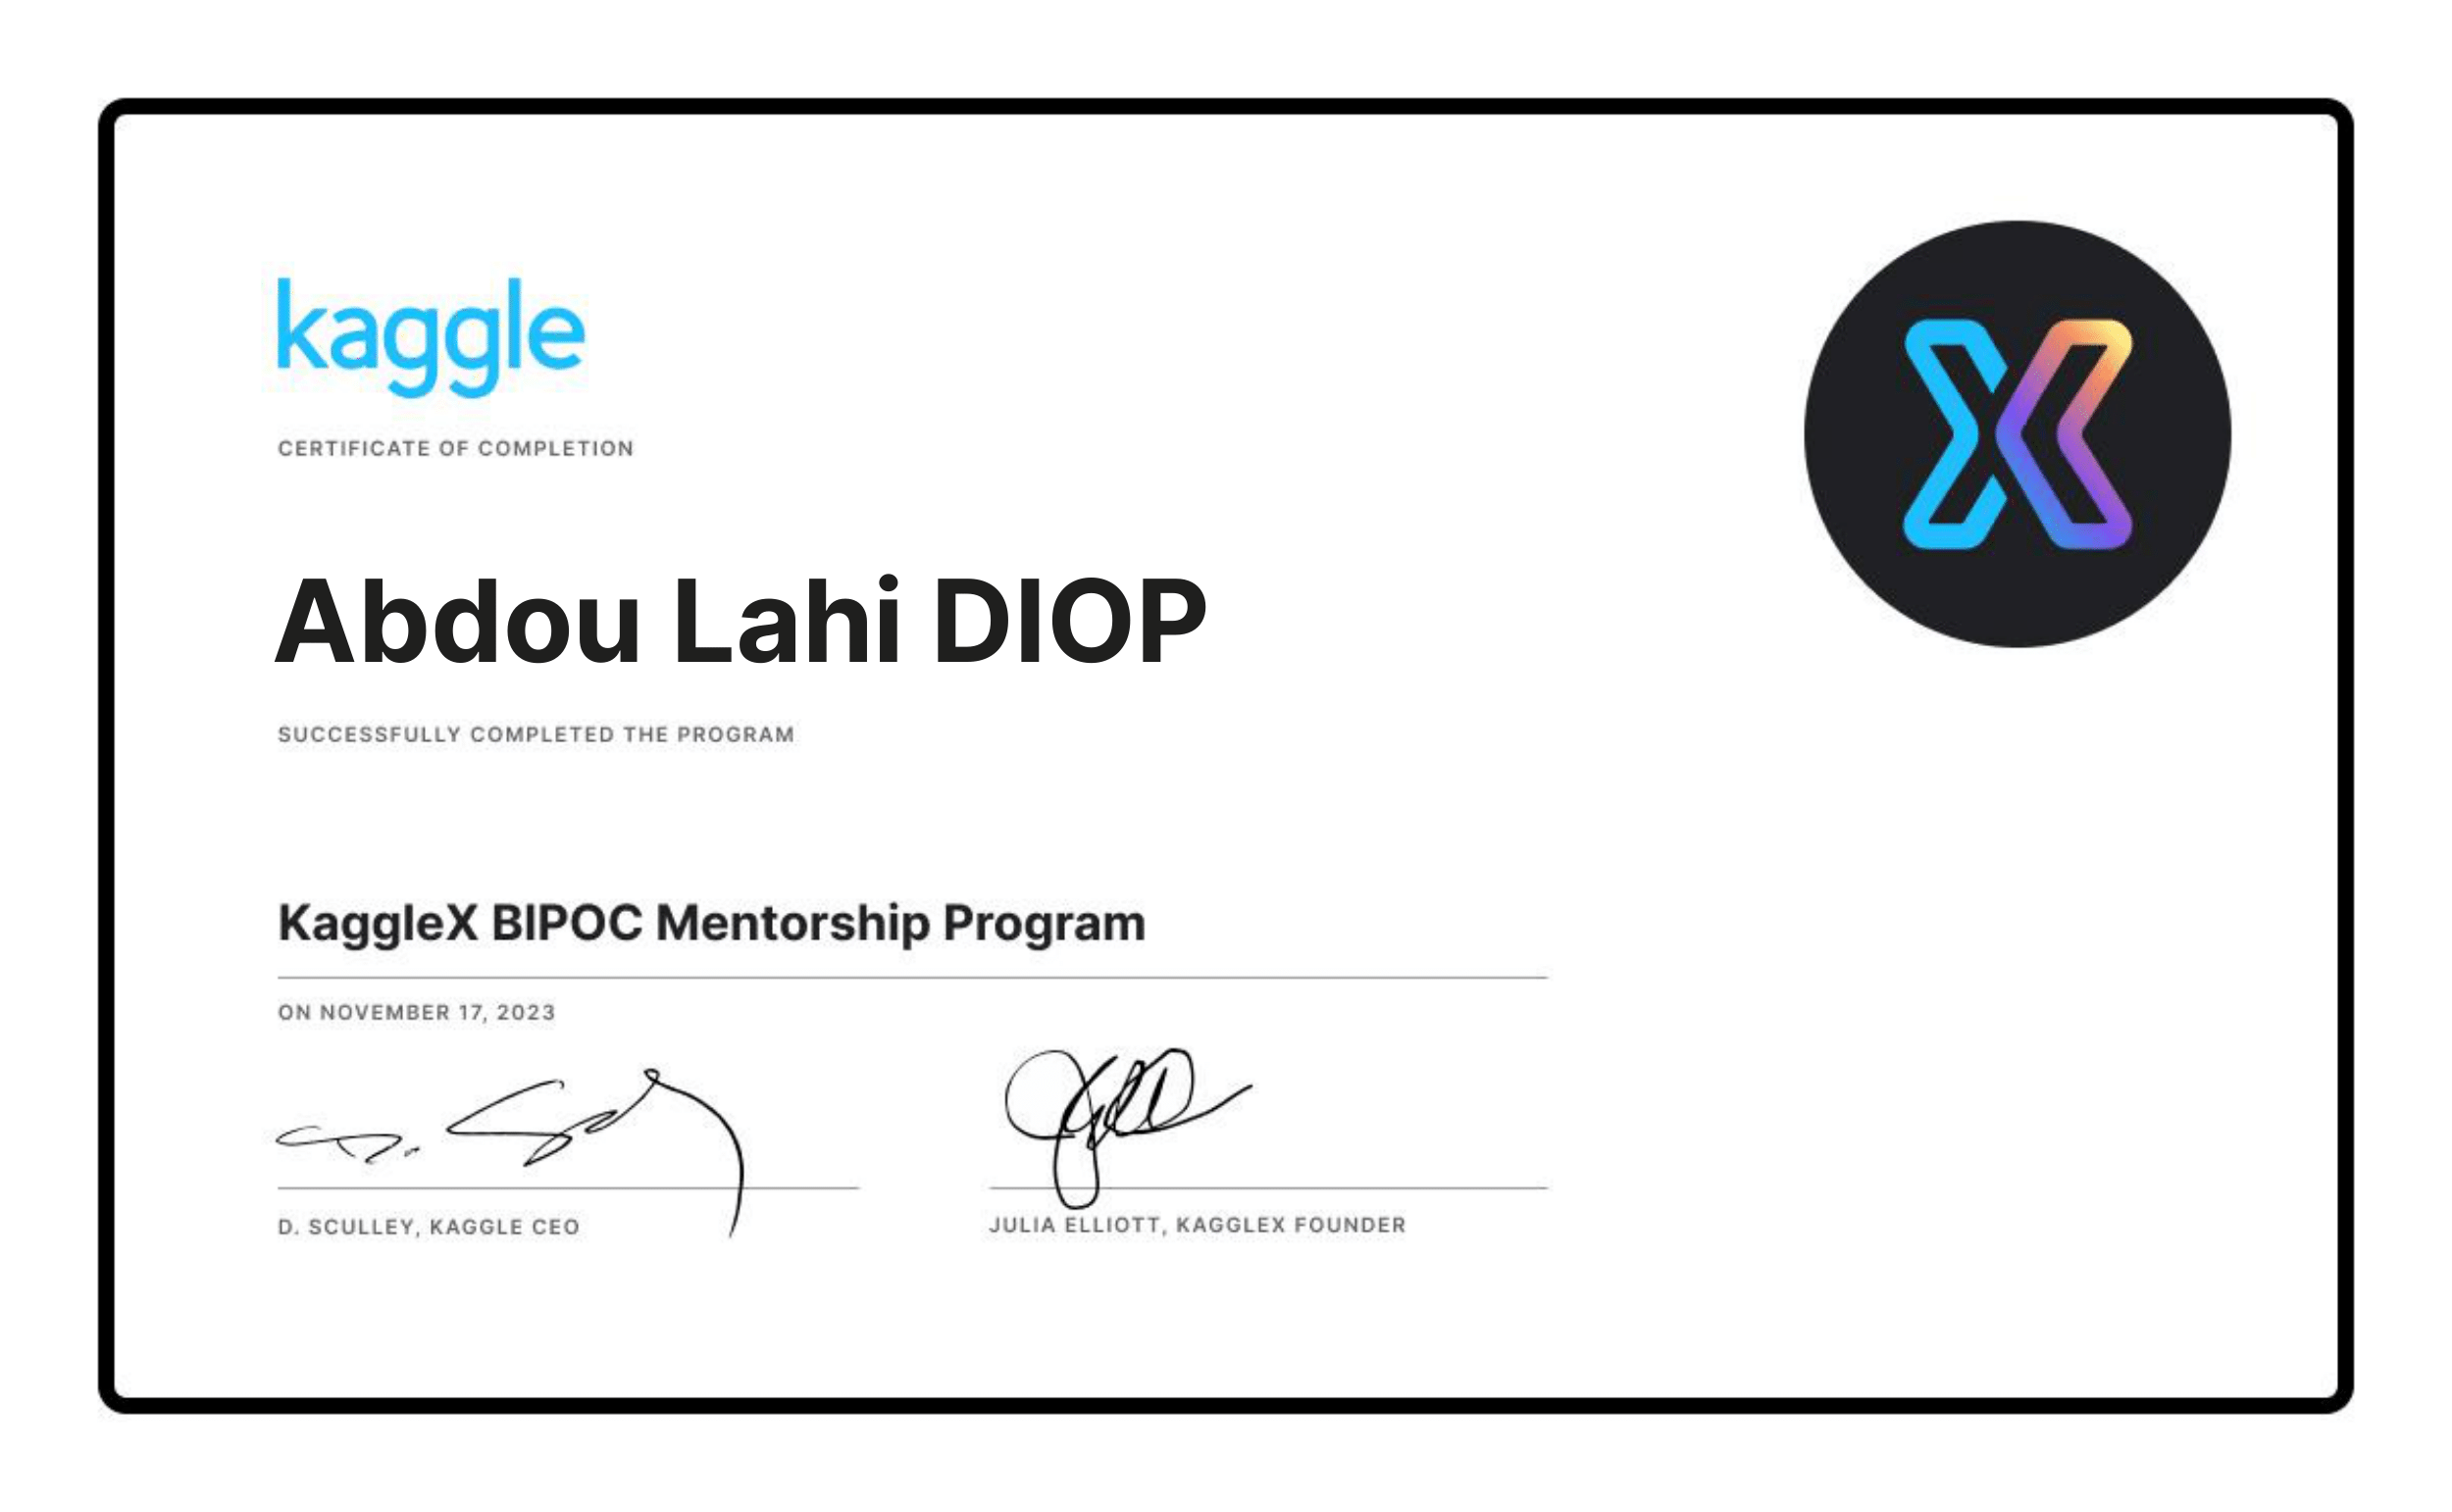 kaggle
CERTIFICATE OF COMPLETION
Abdou Lahi DIOP
SUCCESSFULLY COMPLETED THE PROGRAM
KaggleX BIPOC Mentorship Program
ON NOVEMBER 17, 2023
D. SCULLEY, KAGGLE CEO
JULIA ELLIOTT, KAGGLEX FOUNDER